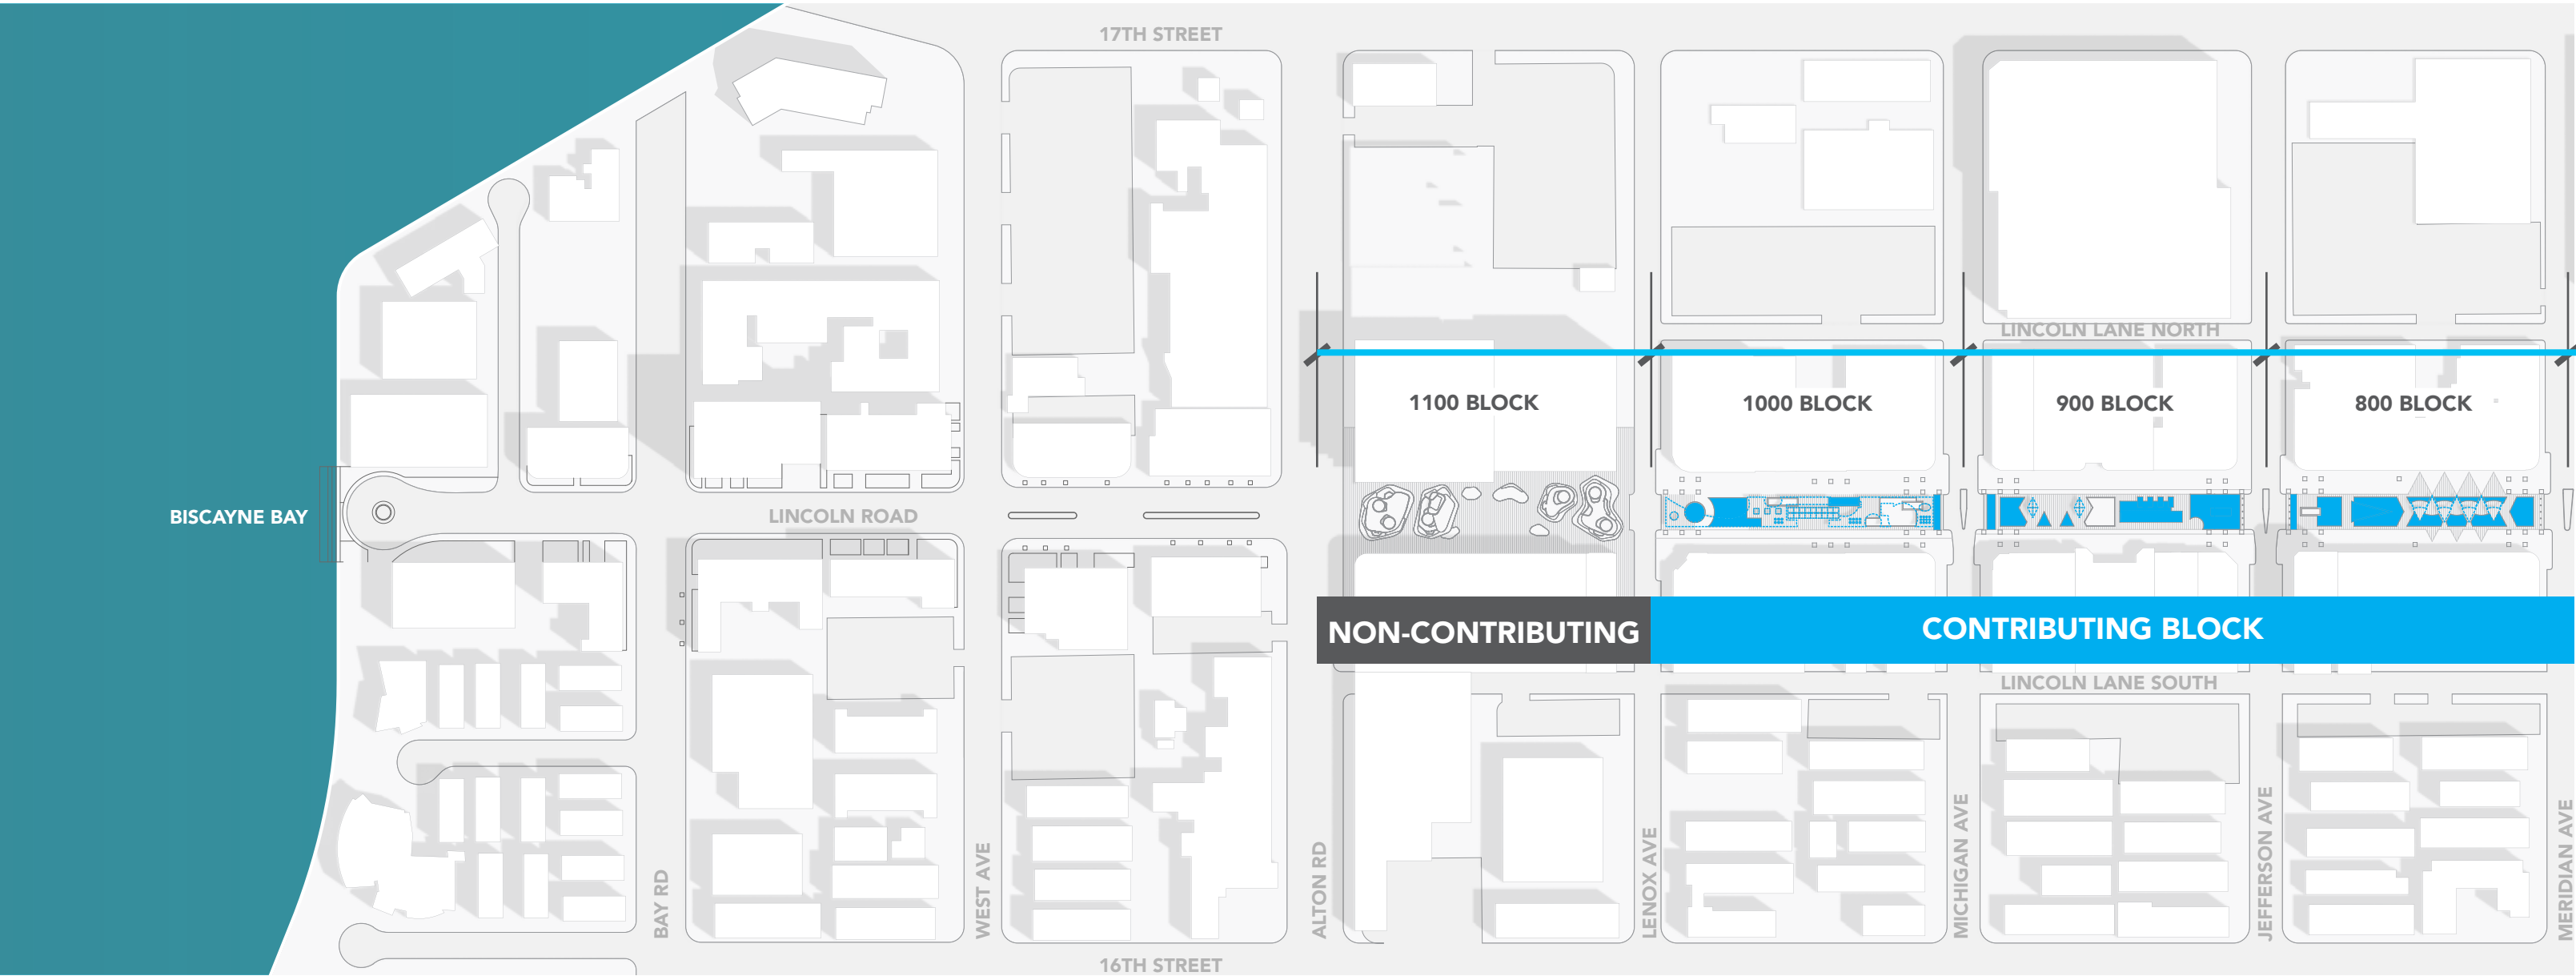 17TH STREET
LINCOLN LANE NORTH
1100 BLOCK
1000 BLOCK
900 BLOCK
800 BLOCK
BISCAYNE BAY
LINCOLN ROAD
NON-CONTRIBUTING
CONTRIBUTING BLOCK
LINCOLN LANE SOUTH
BAY RD
WEST AVE
ALTON RD
LENOX AVE
MICHIGAN AVE
JEFFERSON AVE
MERIDIAN AVE
16TH STREET